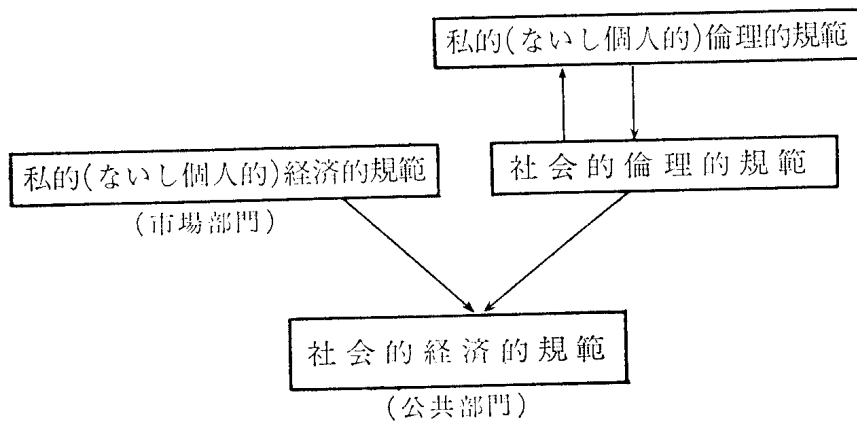 私的(ないし個人的)倫理的規範
私的(ないし個人的)経済的規範
(市場部門)
社会的倫理的規範
社会的経済的規範
(公共部門)